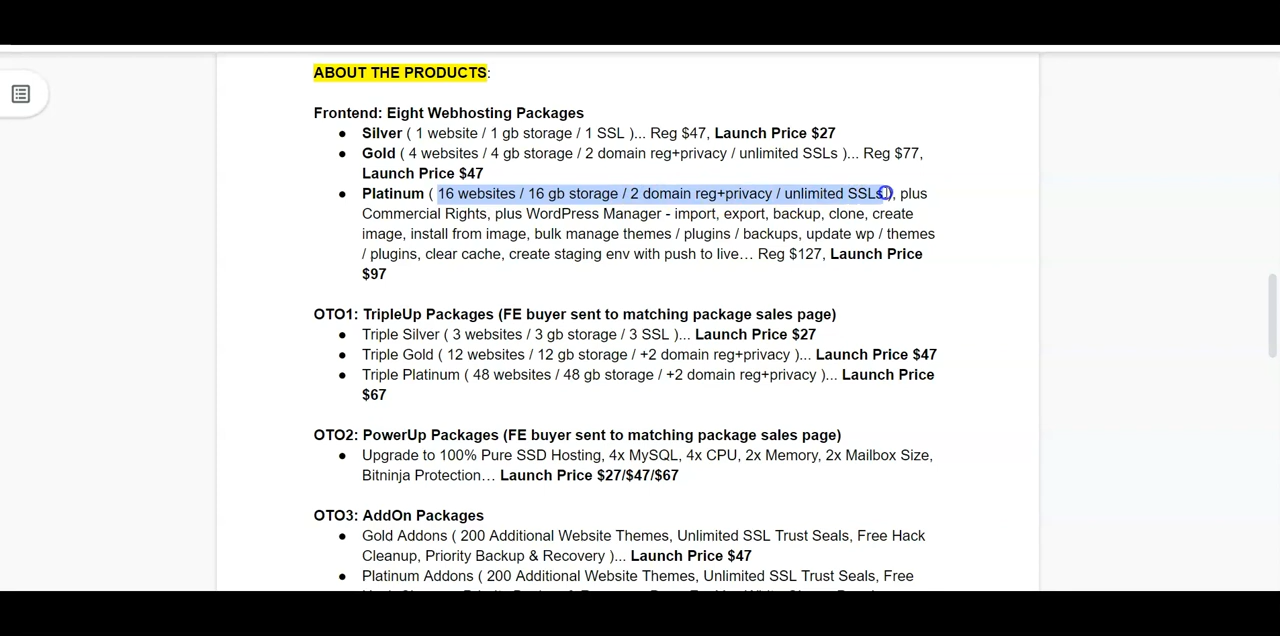 ABOUT THE PRODUCTS:
Frontend: Eight Webhosting Packages
● Silver ( 1 website / 1 gb storage / 1 SSL )... Reg $47, Launch Price $27
● Gold ( 4 websites / 4 gb storage / 2 domain reg+privacy / unlimited SSLs )... Reg $77,
Launch Price $47
● Platinum ( 16 websites / 16 gb storage / 2 domain reg+privacy / unlimited SSLs ), plus
Commercial Rights, plus WordPress Manager - import, export, backup, clone, create
image, install from image, bulk manage themes / plugins / backups, update wp / themes
/ plugins, clear cache, create staging env with push to live… Reg $127, Launch Price
$97
OTO1: TripleUp Packages (FE buyer sent to matching package sales page)
● Triple Silver ( 3 websites / 3 gb storage / 3 SSL )... Launch Price $27
● Triple Gold ( 12 websites / 12 gb storage / +2 domain reg+privacy )... Launch Price $47
● Triple Platinum ( 48 websites / 48 gb storage / +2 domain reg+privacy )... Launch Price
$67
OTO2: PowerUp Packages (FE buyer sent to matching package sales page)
● Upgrade to 100% Pure SSD Hosting, 4x MySQL, 4x CPU, 2x Memory, 2x Mailbox Size,
Bitninja Protection… Launch Price $27/$47/$67
OTO3: AddOn Packages
● Gold Addons ( 200 Additional Website Themes, Unlimited SSL Trust Seals, Free Hack
Cleanup, Priority Backup & Recovery )... Launch Price $47
● Platinum Addons ( 200 Additional Website Themes, Unlimited SSL Trust Seals, Free